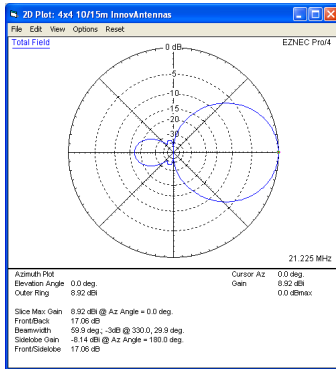 2D Plot: 4x4 10/15m InnovAntennas
File Edit View Options Reset
Total Field
EZNEC Pro/4
0 dB
-5
-10
-15
-20
-30
21.225 MHz
Azimuth Plot
Elevation Angle 0.0 deg.
Outer Ring 8.92 dBi
Cursor Az 0.0 deg.
Gain 8.92 dBi
0.0 dBmax
Slice Max Gain 8.92 dBi @ Az Angle = 0.0 deg.
Front/Back 17.06 dB
Beamwidth 59.9 deg.; -3dB @ 330.0, 29.9 deg.
Sidelobe Gain -8.14 dBi @ Az Angle = 180.0 deg.
Front/Sidelobe 17.06 dB